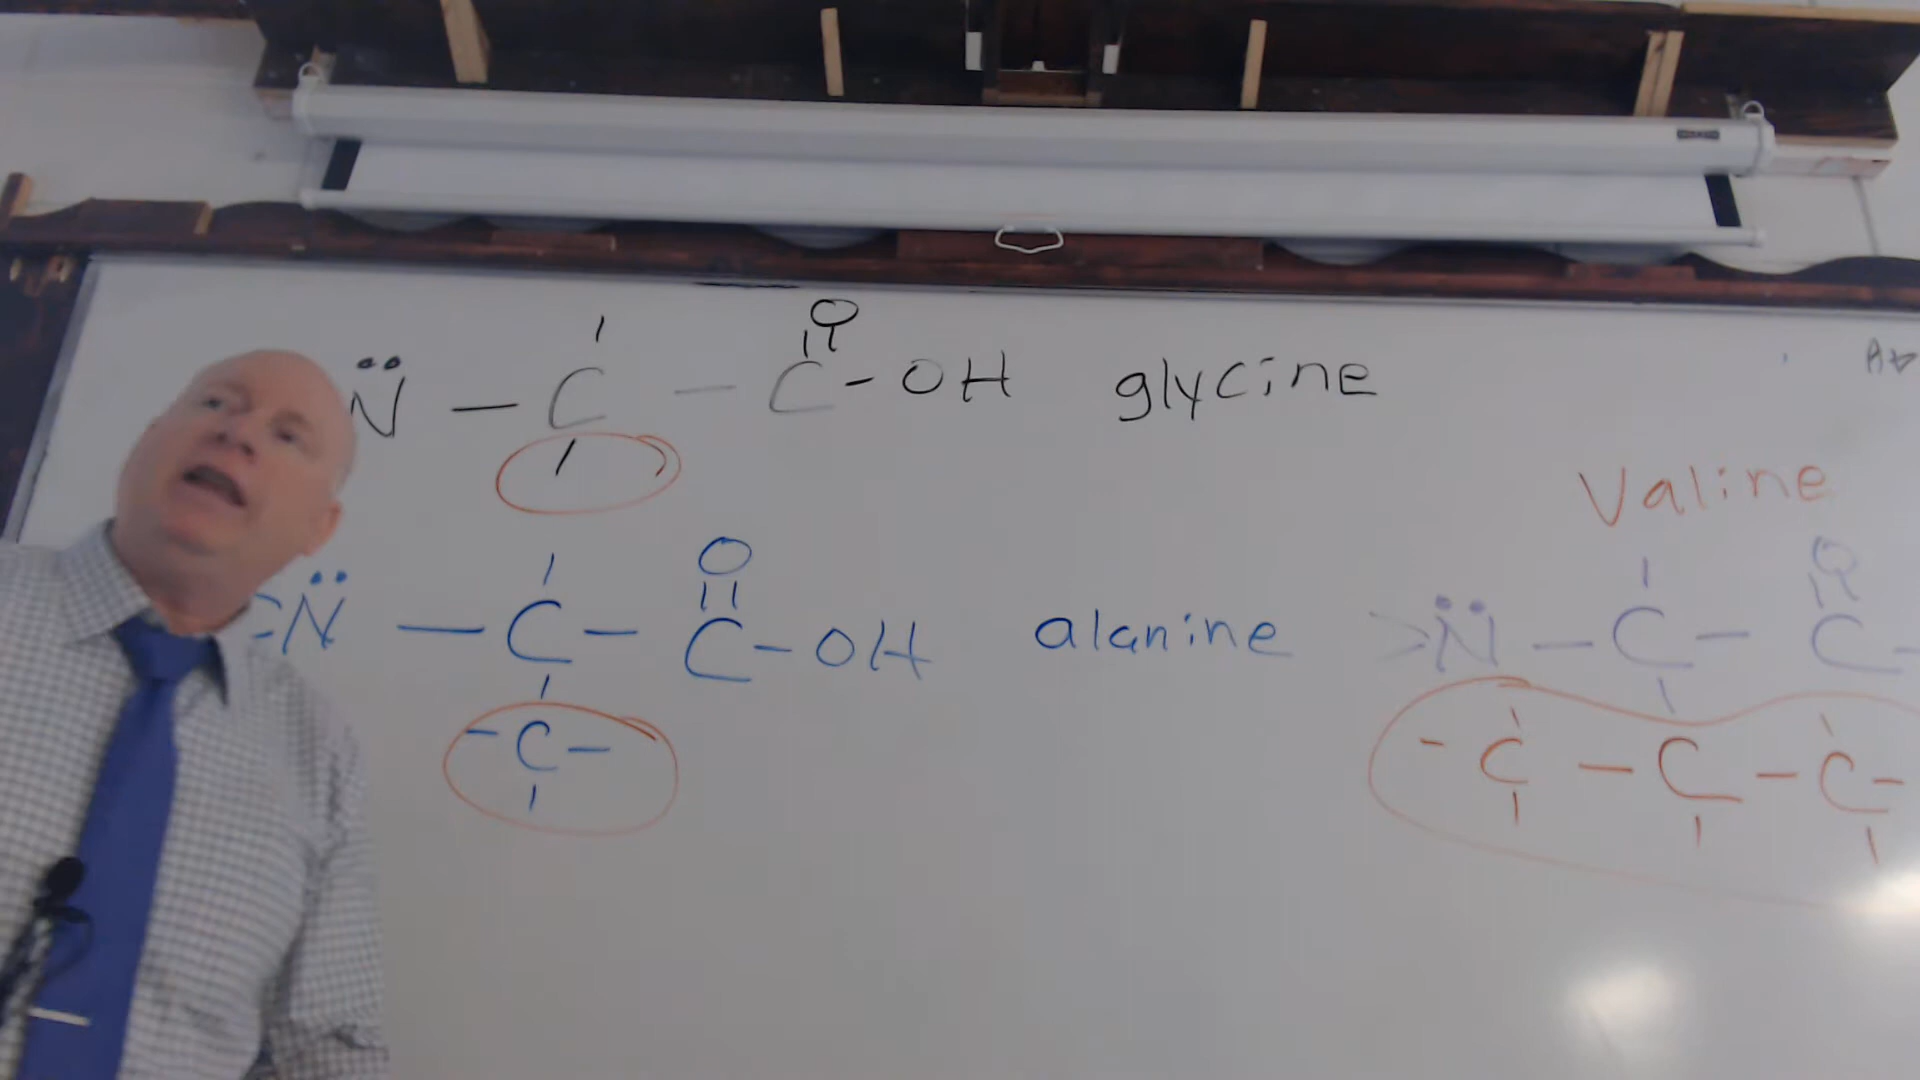 O
N — C — C - OH glycine
Valine
O
N — C — C - OH alanine
- C -
O
N — C — C -
- C — C — C -